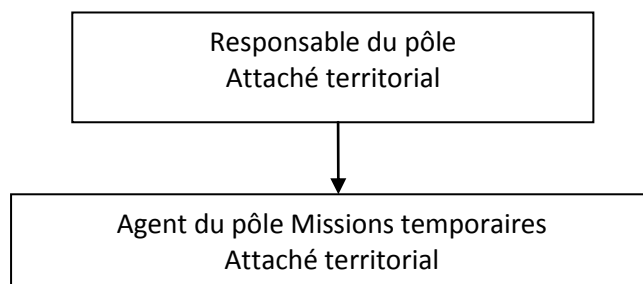 Responsable du pôle
Attaché territorial
Agent du pôle Missions temporaires
Attaché territorial